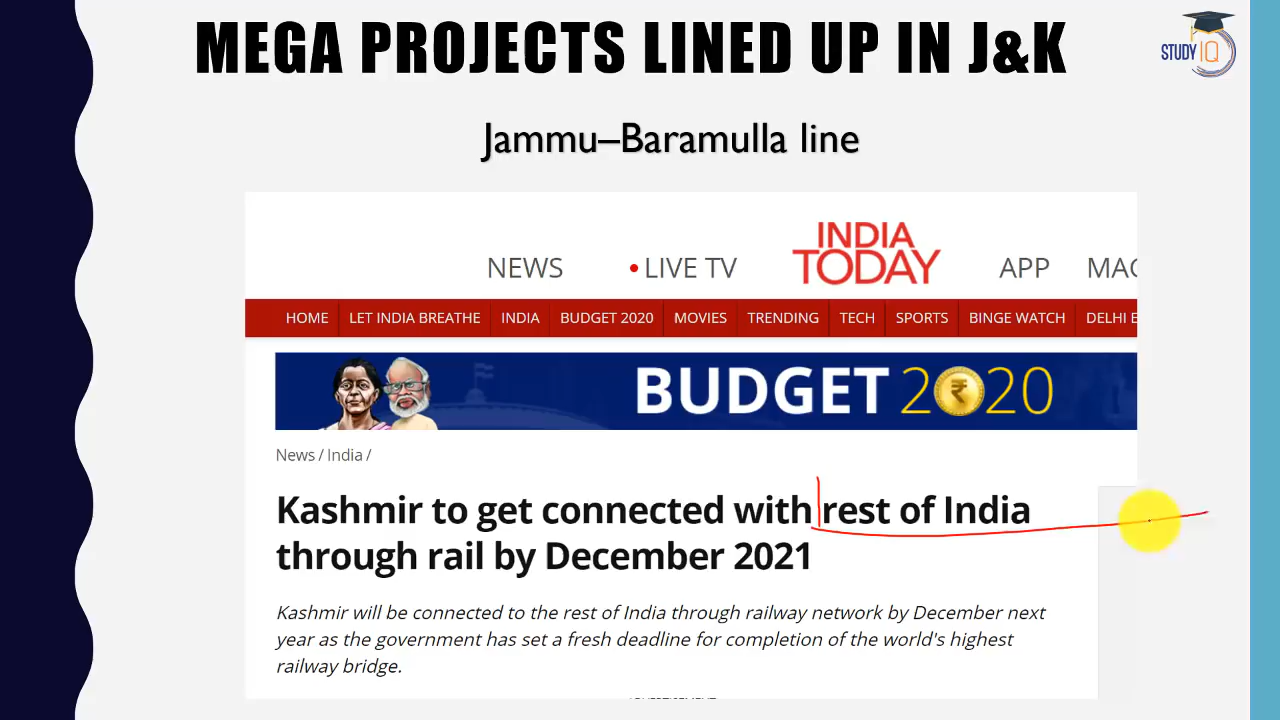 MEGA PROJECTS LINED UP IN J&K
STUDY IQ
Jammu–Baramulla line
INDIA
TODAY
NEWS
LIVE TV
APP
HOME
LET INDIA BREATHE
INDIA
BUDGET 2020
MOVIES
TRENDING
TECH
SPORTS
BINGE WATCH
DELHI
BUDGET 2020
News / India /
Kashmir to get connected with rest of India
through rail by December 2021
Kashmir will be connected to the rest of India through railway network by December next
year as the government has set a fresh deadline for completion of the world's highest
railway bridge.